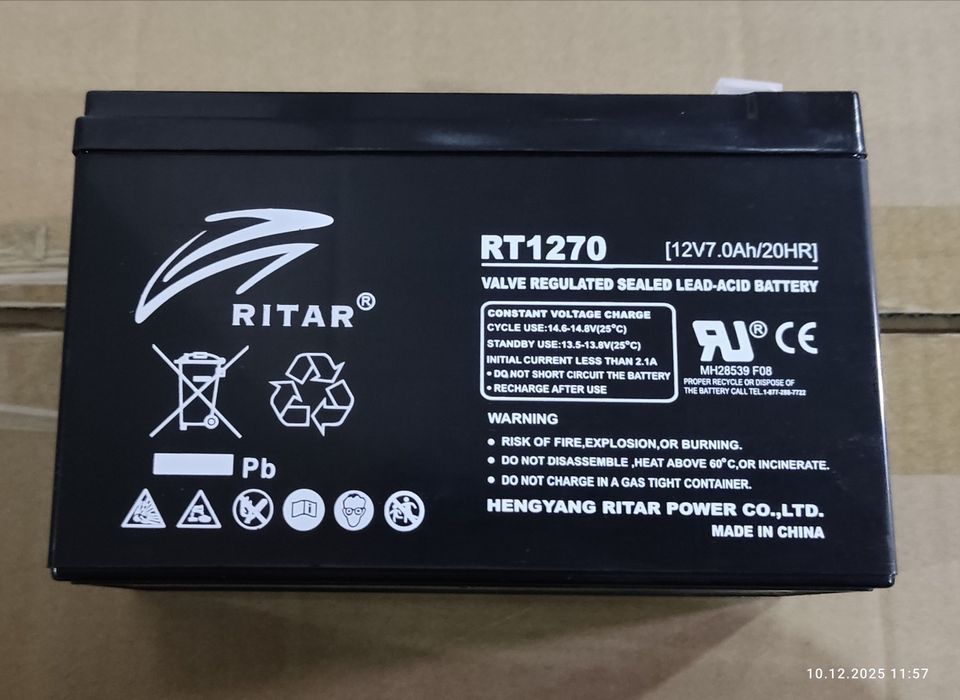 RITAR®
Pb
RT1270 [12V7.0Ah/20HR]
VALVE REGULATED SEALED LEAD-ACID BATTERY
CONSTANT VOLTAGE CHARGE
CYCLE USE:14.6-14.8V(25°C)
STANDBY USE:13.5-13.8V(25°C)
INITIAL CURRENT LESS THAN 2.1A
• DO NOT SHORT CIRCUIT THE BATTERY
• RECHARGE AFTER USE
RU® CE
MH28539 F08
PROPER RECYCLE OR DISPOSE OF
THE BATTERY CALL TEL.1-877-288-7722
WARNING
• RISK OF FIRE,EXPLOSION,OR BURNING.
• DO NOT DISASSEMBLE ,HEAT ABOVE 60°C,OR INCINERATE.
• DO NOT CHARGE IN A GAS TIGHT CONTAINER.
HENGYANG RITAR POWER CO.,LTD.
MADE IN CHINA
10.12.2025 11:57